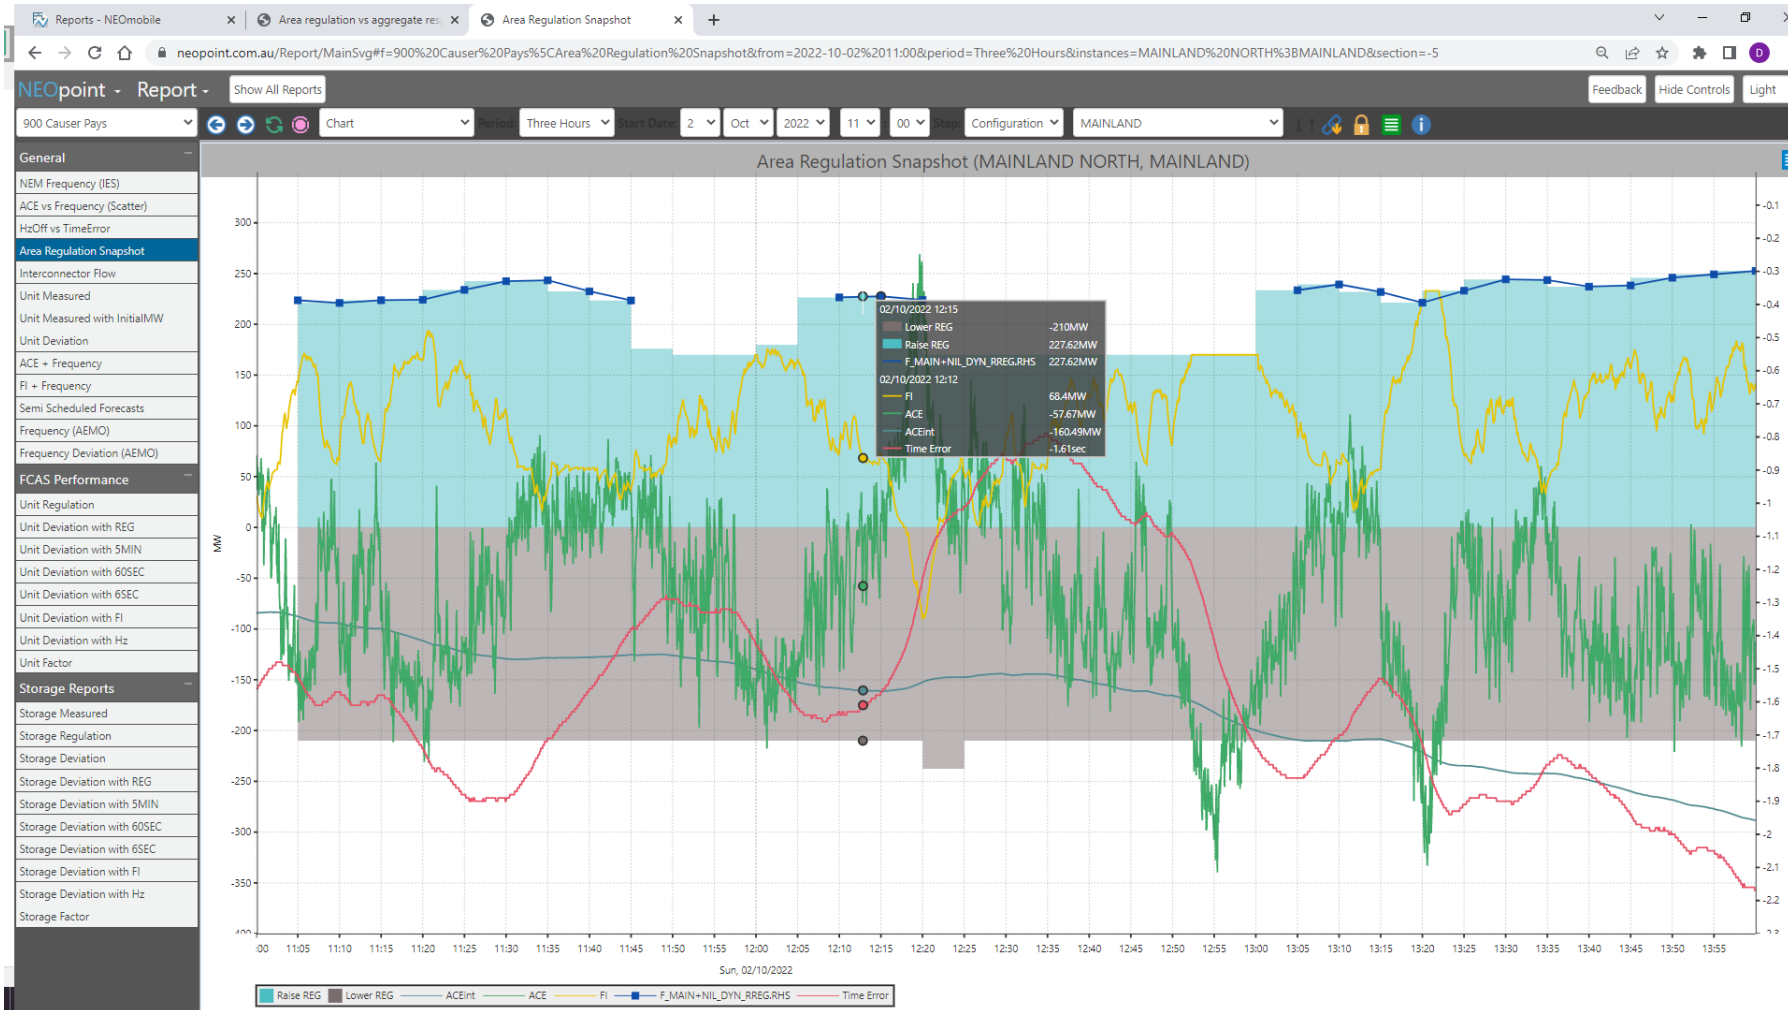 Reports - NEOmobile
Area regulation vs aggregate res
Area Regulation Snapshot
neopoint.com.au/Report/MainSvg#f=900%20Causer%20Pays%5CArea%20Regulation%20Snapshot&from=2022-10-02%2011:00&period=Three%20Hours&instances=MAINLAND%20NORTH%3BMAINLAND&section=-5
D
NEOpoint - Report - Show All Reports Feedback Hide Controls Light
900 Causer Pays Chart Period: Three Hours Start Date: 2 Oct 2022 11 : 00 Step: Configuration MAINLAND
General
NEM Frequency (IES)
ACE vs Frequency (Scatter)
HzOff vs TimeError
Area Regulation Snapshot
Interconnector Flow
Unit Measured
Unit Measured with InitialMW
Unit Deviation
ACE + Frequency
FI + Frequency
Semi Scheduled Forecasts
Frequency (AEMO)
Frequency Deviation (AEMO)
FCAS Performance
Unit Regulation
Unit Deviation with REG
Unit Deviation with 5MIN
Unit Deviation with 60SEC
Unit Deviation with 6SEC
Unit Deviation with FI
Unit Deviation with Hz
Unit Factor
Storage Reports
Storage Measured
Storage Regulation
Storage Deviation
Storage Deviation with REG
Storage Deviation with 5MIN
Storage Deviation with 60SEC
Storage Deviation with 6SEC
Storage Deviation with FI
Storage Deviation with Hz
Storage Factor
Area Regulation Snapshot (MAINLAND NORTH, MAINLAND)
300
250
200
150
100
50
0
-50
-100
-150
-200
-250
-300
-350
-400
MW
02/10/2022 12:15
Lower REG -210MW
Raise REG 227.62MW
F_MAIN+NIL_DYN_RREG.RHS 227.62MW
02/10/2022 12:12
FI 68.4MW
ACE -57.67MW
ACEint -160.49MW
Time Error -1.61sec
-0.1
-0.2
-0.3
-0.4
-0.5
-0.6
-0.7
-0.8
-0.9
-1
-1.1
-1.2
-1.3
-1.4
-1.5
-1.6
-1.7
-1.8
-1.9
-2
-2.1
-2.2
-2.3
:00 11:05 11:10 11:15 11:20 11:25 11:30 11:35 11:40 11:45 11:50 11:55 12:00 12:05 12:10 12:15 12:20 12:25 12:30 12:35 12:40 12:45 12:50 12:55 13:00 13:05 13:10 13:15 13:20 13:25 13:30 13:35 13:40 13:45 13:50 13:55
Sun, 02/10/2022
Raise REG Lower REG ACEint ACE FI F_MAIN+NIL_DYN_RREG.RHS Time Error